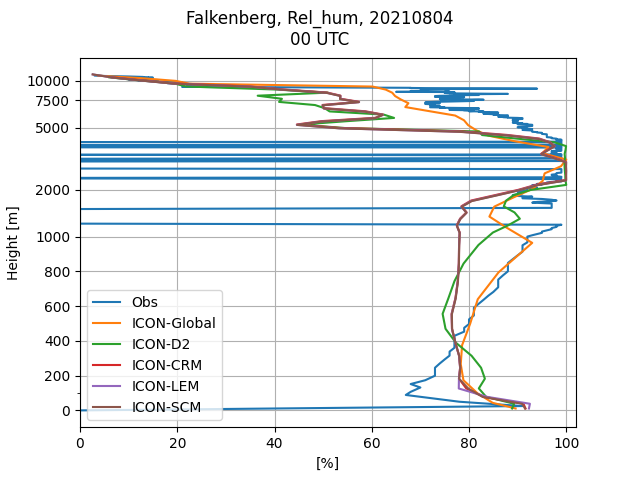 Falkenberg, Rel_hum, 20210804
00 UTC
10000
7500
5000
2000
1000
800
600
400
200
0
Height [m]
Obs
ICON-Global
ICON-D2
ICON-CRM
ICON-LEM
ICON-SCM
0 20 40 60 80 100
[%]